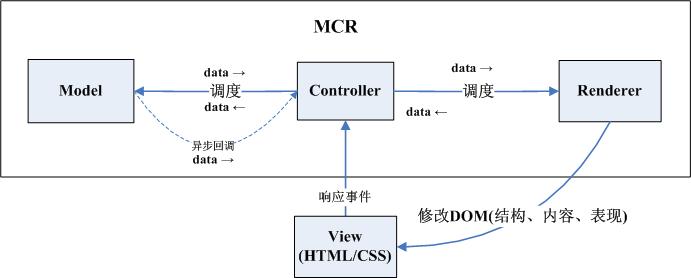 MCR
data →
data →
Model
调度
Controller
调度
Renderer
data ←
data ←
异步回调
data →
响应事件
修改DOM(结构、内容、表现)
View
(HTML/CSS)